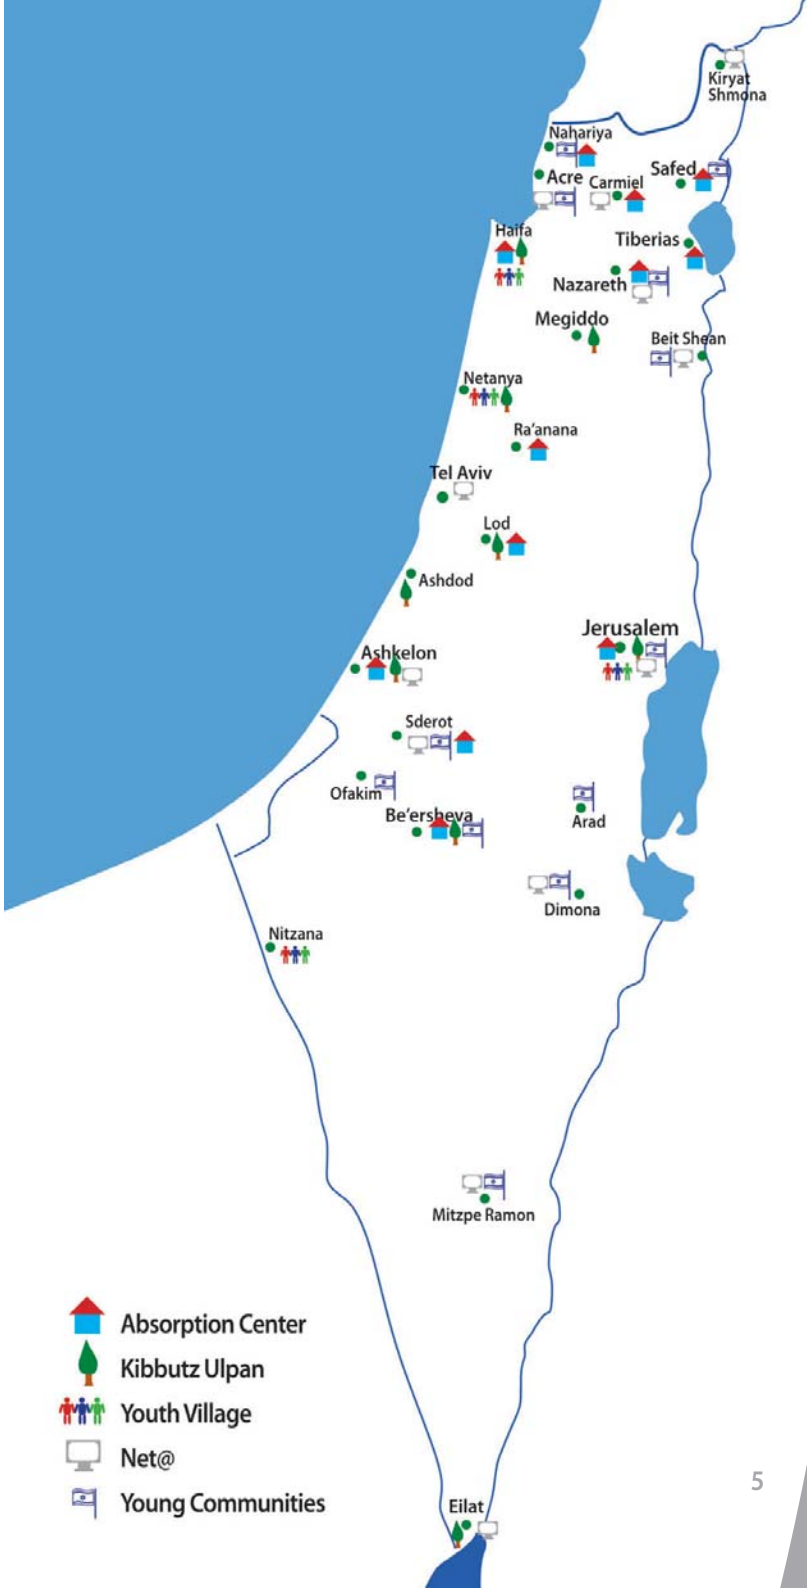 Kiryat
Shmona
Nahariya
Acre
Carmiel
Safed
Haifa
Tiberias
Nazareth
Megiddo
Beit Shean
Netanya
Ra'anana
Tel Aviv
Lod
Ashdod
Jerusalem
Ashkelon
Sderot
Ofakim
Be'ersheva
Arad
Dimona
Nitzana
Mitzpe Ramon
Absorption Center
Kibbutz Ulpan
Youth Village
Net@
Young Communities
5
Eilat